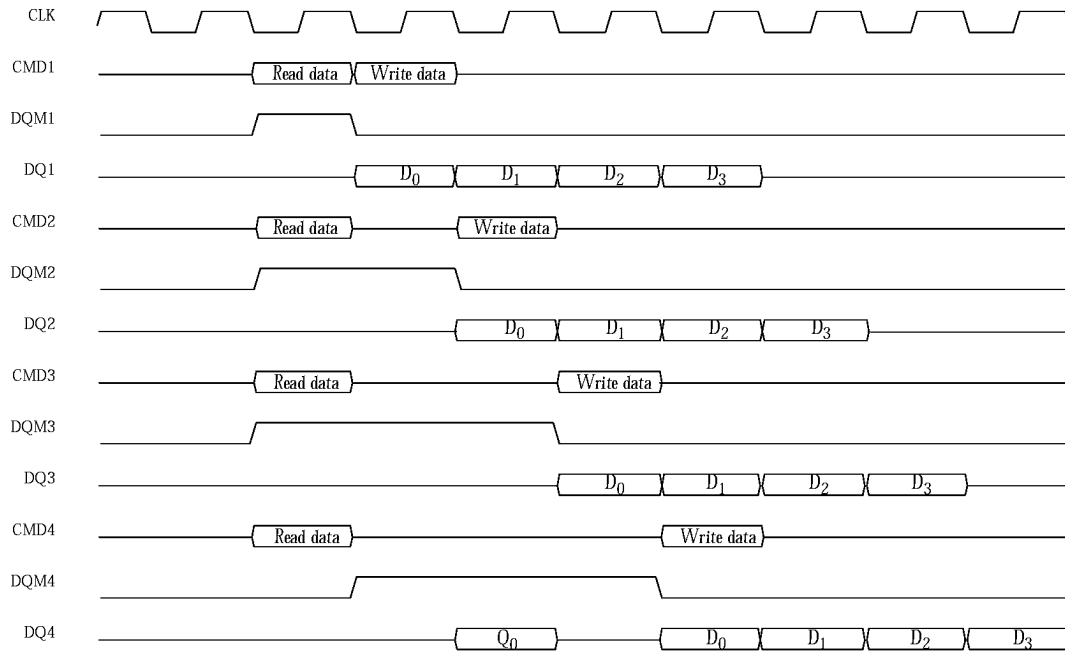 CLK
CMD1 Read data Write data
DQM1
DQ1 D0 D1 D2 D3
CMD2 Read data Write data
DQM2
DQ2 D0 D1 D2 D3
CMD3 Read data Write data
DQM3
DQ3 D0 D1 D2 D3
CMD4 Read data Write data
DQM4
DQ4 Q0 D0 D1 D2 D3